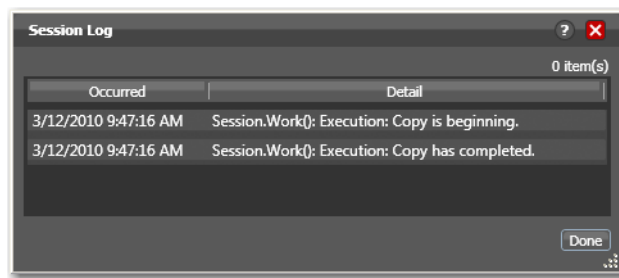 Session Log ?
0 item(s)
Occurred Detail
3/12/2010 9:47:16 AM Session.Work(): Execution: Copy is beginning.
3/12/2010 9:47:16 AM Session.Work(): Execution: Copy has completed.
Done